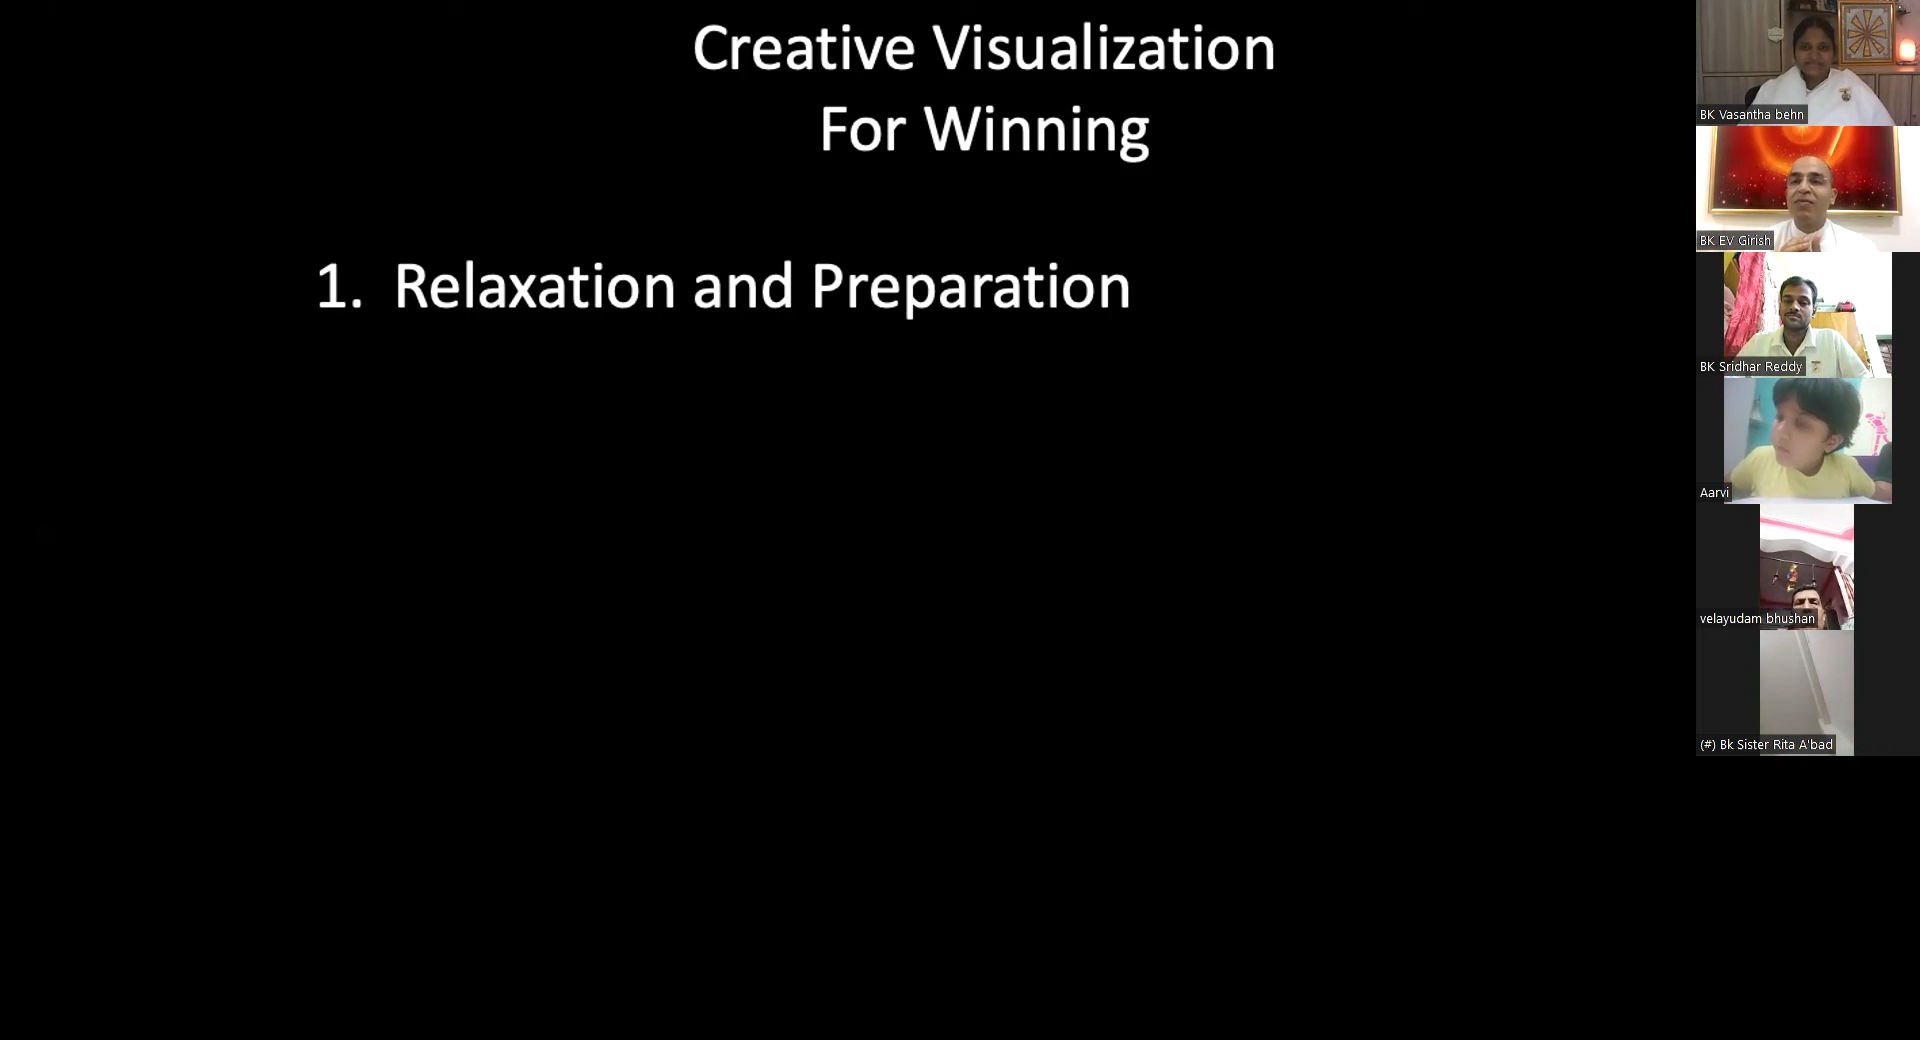 Creative Visualization
For Winning
1. Relaxation and Preparation
BK Vasantha behn
BK EV Girish
BK Sridhar Reddy
Aarvi
velayudam bhushan
(#) Bk Sister Rita A'bad